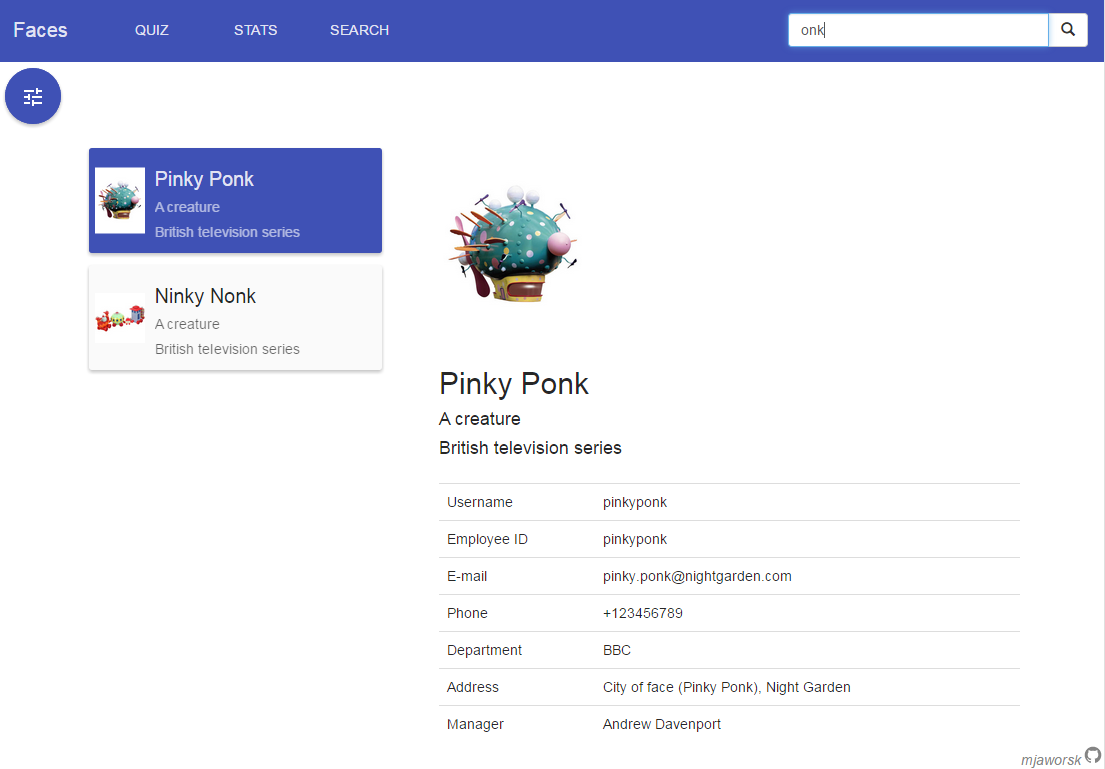 Faces QUIZ STATS SEARCH onk
Pinky Ponk
A creature
British television series
Ninky Nonk
A creature
British television series
Pinky Ponk
A creature
British television series
Username pinkyponk
Employee ID pinkyponk
E-mail pinky.ponk@nightgarden.com
Phone +123456789
Department BBC
Address City of face (Pinky Ponk), Night Garden
Manager Andrew Davenport
mjaworsk